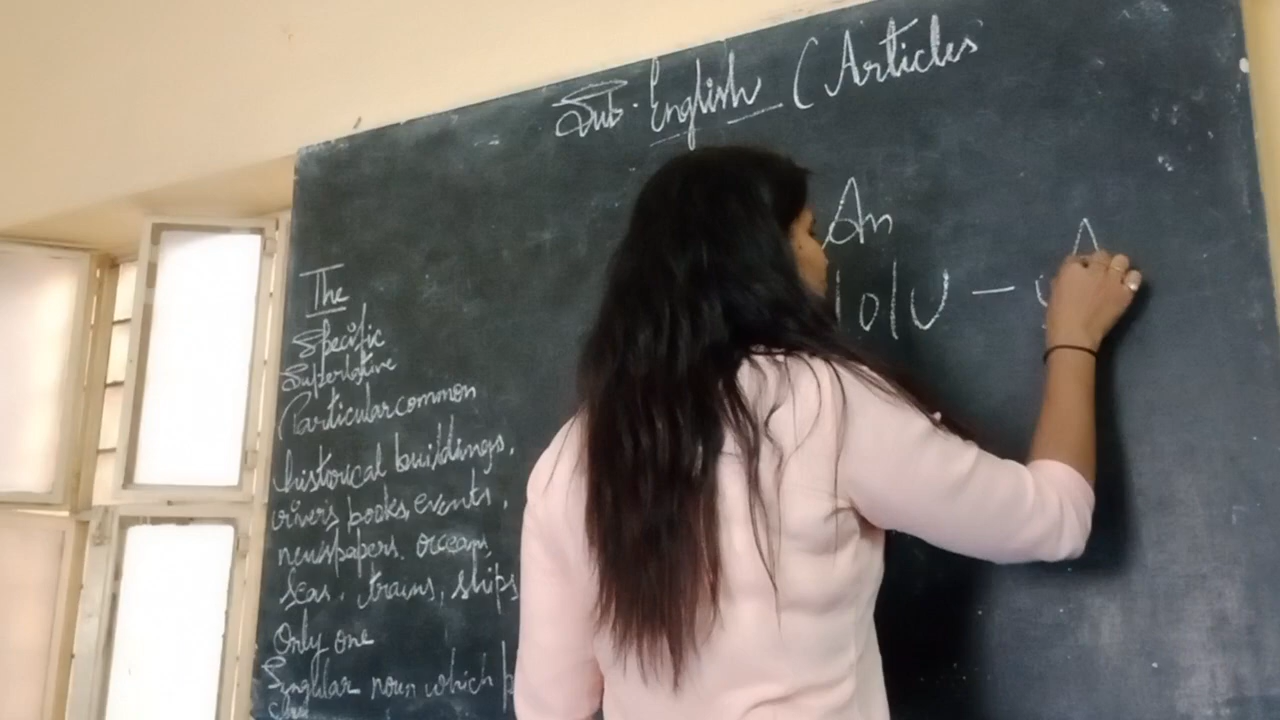 Sub. English (Articles
The
Specific
Superlative
Particular common
historical buildings,
rivers, books, events,
newspapers, oceans,
Seas, trains, ships
Only one
Singular noun which
An
A
I o | U –